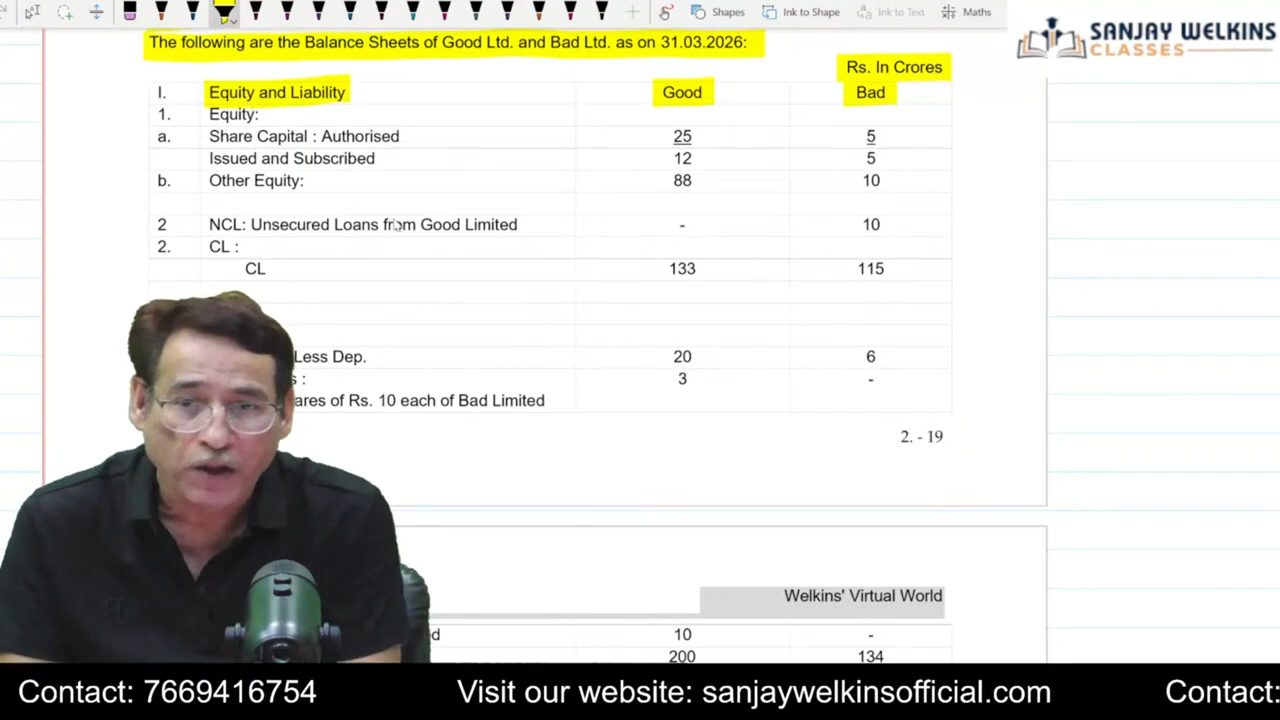 Shapes Ink to Shape Ink to Text Maths
SANJAY WELKINS
CLASSES
The following are the Balance Sheets of Good Ltd. and Bad Ltd. as on 31.03.2026:
Rs. In Crores
I. Equity and Liability Good Bad
1. Equity:
a. Share Capital : Authorised 25 5
Issued and Subscribed 12 5
b. Other Equity: 88 10
2 NCL: Unsecured Loans from Good Limited - 10
2. CL :
CL 133 115
Less Dep. 20 6
s : 3 -
ares of Rs. 10 each of Bad Limited
2. - 19
Welkins' Virtual World
ed 10 -
200 134
Contact: 7669416754 Visit our website: sanjaywelkinsofficial.com Contact: